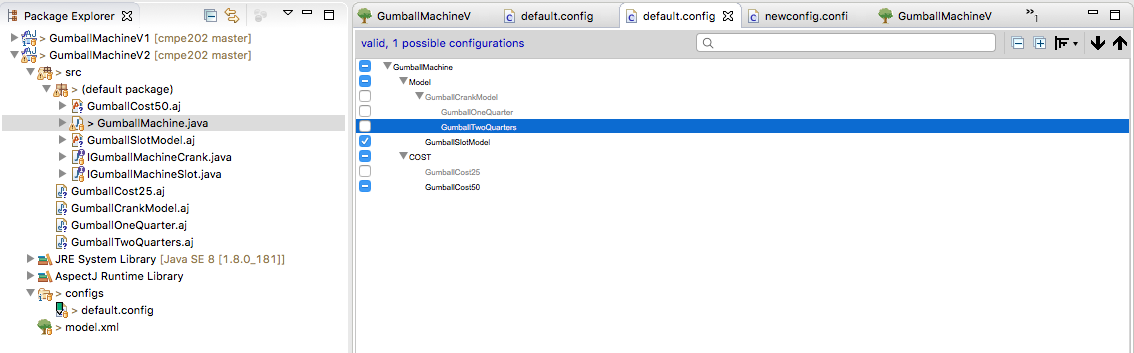 Package Explorer
> GumballMachineV1 [cmpe202 master]
> GumballMachineV2 [cmpe202 master]
> src
> (default package)
GumballCost50.aj
> GumballMachine.java
GumballSlotModel.aj
IGumballMachineCrank.java
IGumballMachineSlot.java
GumballCost25.aj
GumballCrankModel.aj
GumballOneQuarter.aj
GumballTwoQuarters.aj
JRE System Library [Java SE 8 [1.8.0_181]]
AspectJ Runtime Library
> configs
> default.config
> model.xml
GumballMachineV
default.config
default.config
newconfig.confi
GumballMachineV
»1
valid, 1 possible configurations
GumballMachine
Model
GumballCrankModel
GumballOneQuarter
GumballTwoQuarters
GumballSlotModel
COST
GumballCost25
GumballCost50